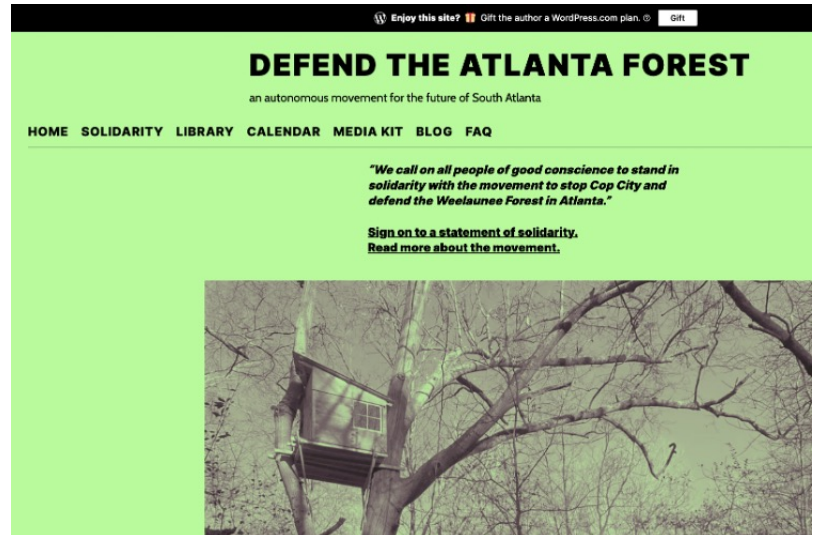 Enjoy this site? 🎁 Gift the author a WordPress.com plan. Gift
DEFEND THE ATLANTA FOREST
an autonomous movement for the future of South Atlanta
HOME SOLIDARITY LIBRARY CALENDAR MEDIA KIT BLOG FAQ
"We call on all people of good conscience to stand in
solidarity with the movement to stop Cop City and
defend the Weelaunee Forest in Atlanta."
Sign on to a statement of solidarity.
Read more about the movement.